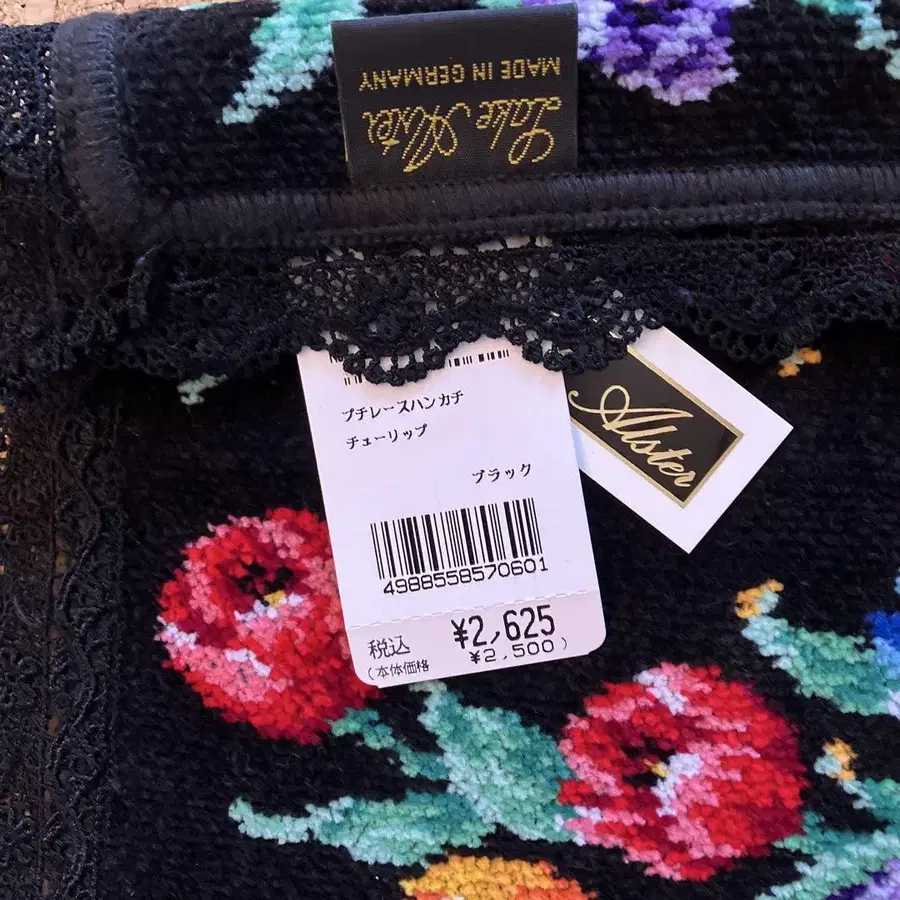 Lake Alster
MADE IN GERMANY
プチレースハンカチ
チューリップ
ブラック
4988558570601
税込 ¥2,625
(本体価格 ¥2,500)
Alster